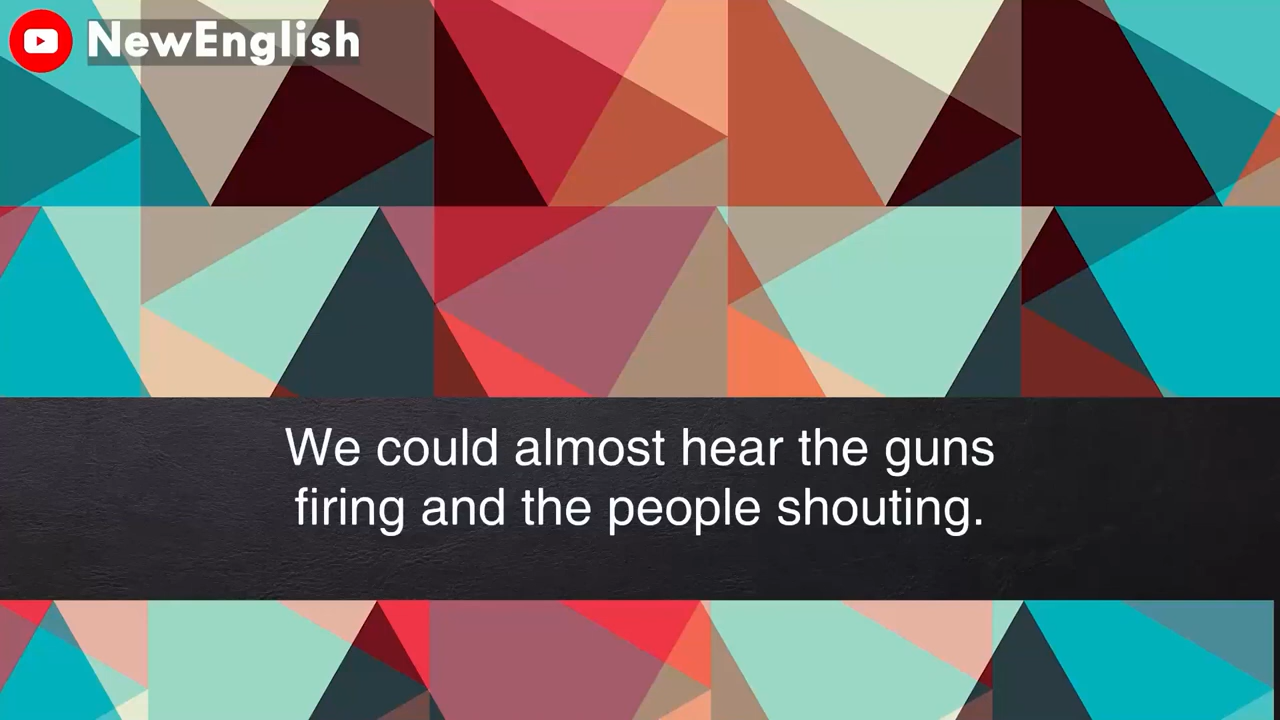 NewEnglish
We could almost hear the guns
firing and the people shouting.